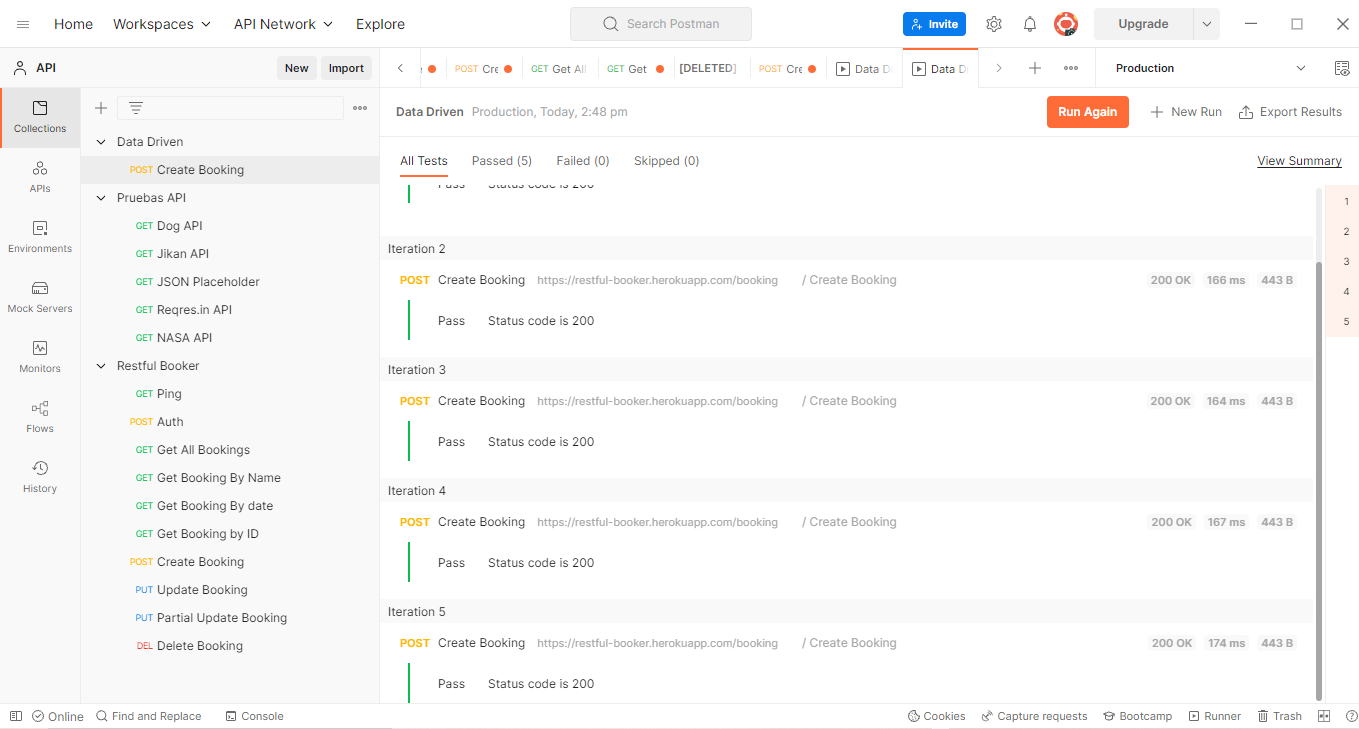 Home Workspaces API Network Explore Search Postman Invite Upgrade
API New Import
POST Cre GET Get All GET Get [DELETED] POST Cre Data D Data D Production
Collections
APIs
Environments
Mock Servers
Monitors
Flows
History
Data Driven
POST Create Booking
Pruebas API
GET Dog API
GET Jikan API
GET JSON Placeholder
GET Reqres.in API
GET NASA API
Restful Booker
GET Ping
POST Auth
GET Get All Bookings
GET Get Booking By Name
GET Get Booking By date
GET Get Booking by ID
POST Create Booking
PUT Update Booking
PUT Partial Update Booking
DEL Delete Booking
Data Driven Production, Today, 2:48 pm Run Again New Run Export Results
All Tests Passed (5) Failed (0) Skipped (0) View Summary
Pass Status code is 200
Iteration 2
POST Create Booking https://restful-booker.herokuapp.com/booking / Create Booking 200 OK 166 ms 443 B
Pass Status code is 200
Iteration 3
POST Create Booking https://restful-booker.herokuapp.com/booking / Create Booking 200 OK 164 ms 443 B
Pass Status code is 200
Iteration 4
POST Create Booking https://restful-booker.herokuapp.com/booking / Create Booking 200 OK 167 ms 443 B
Pass Status code is 200
Iteration 5
POST Create Booking https://restful-booker.herokuapp.com/booking / Create Booking 200 OK 174 ms 443 B
Pass Status code is 200
1
2
3
4
5
Online Find and Replace Console Cookies Capture requests Bootcamp Runner Trash